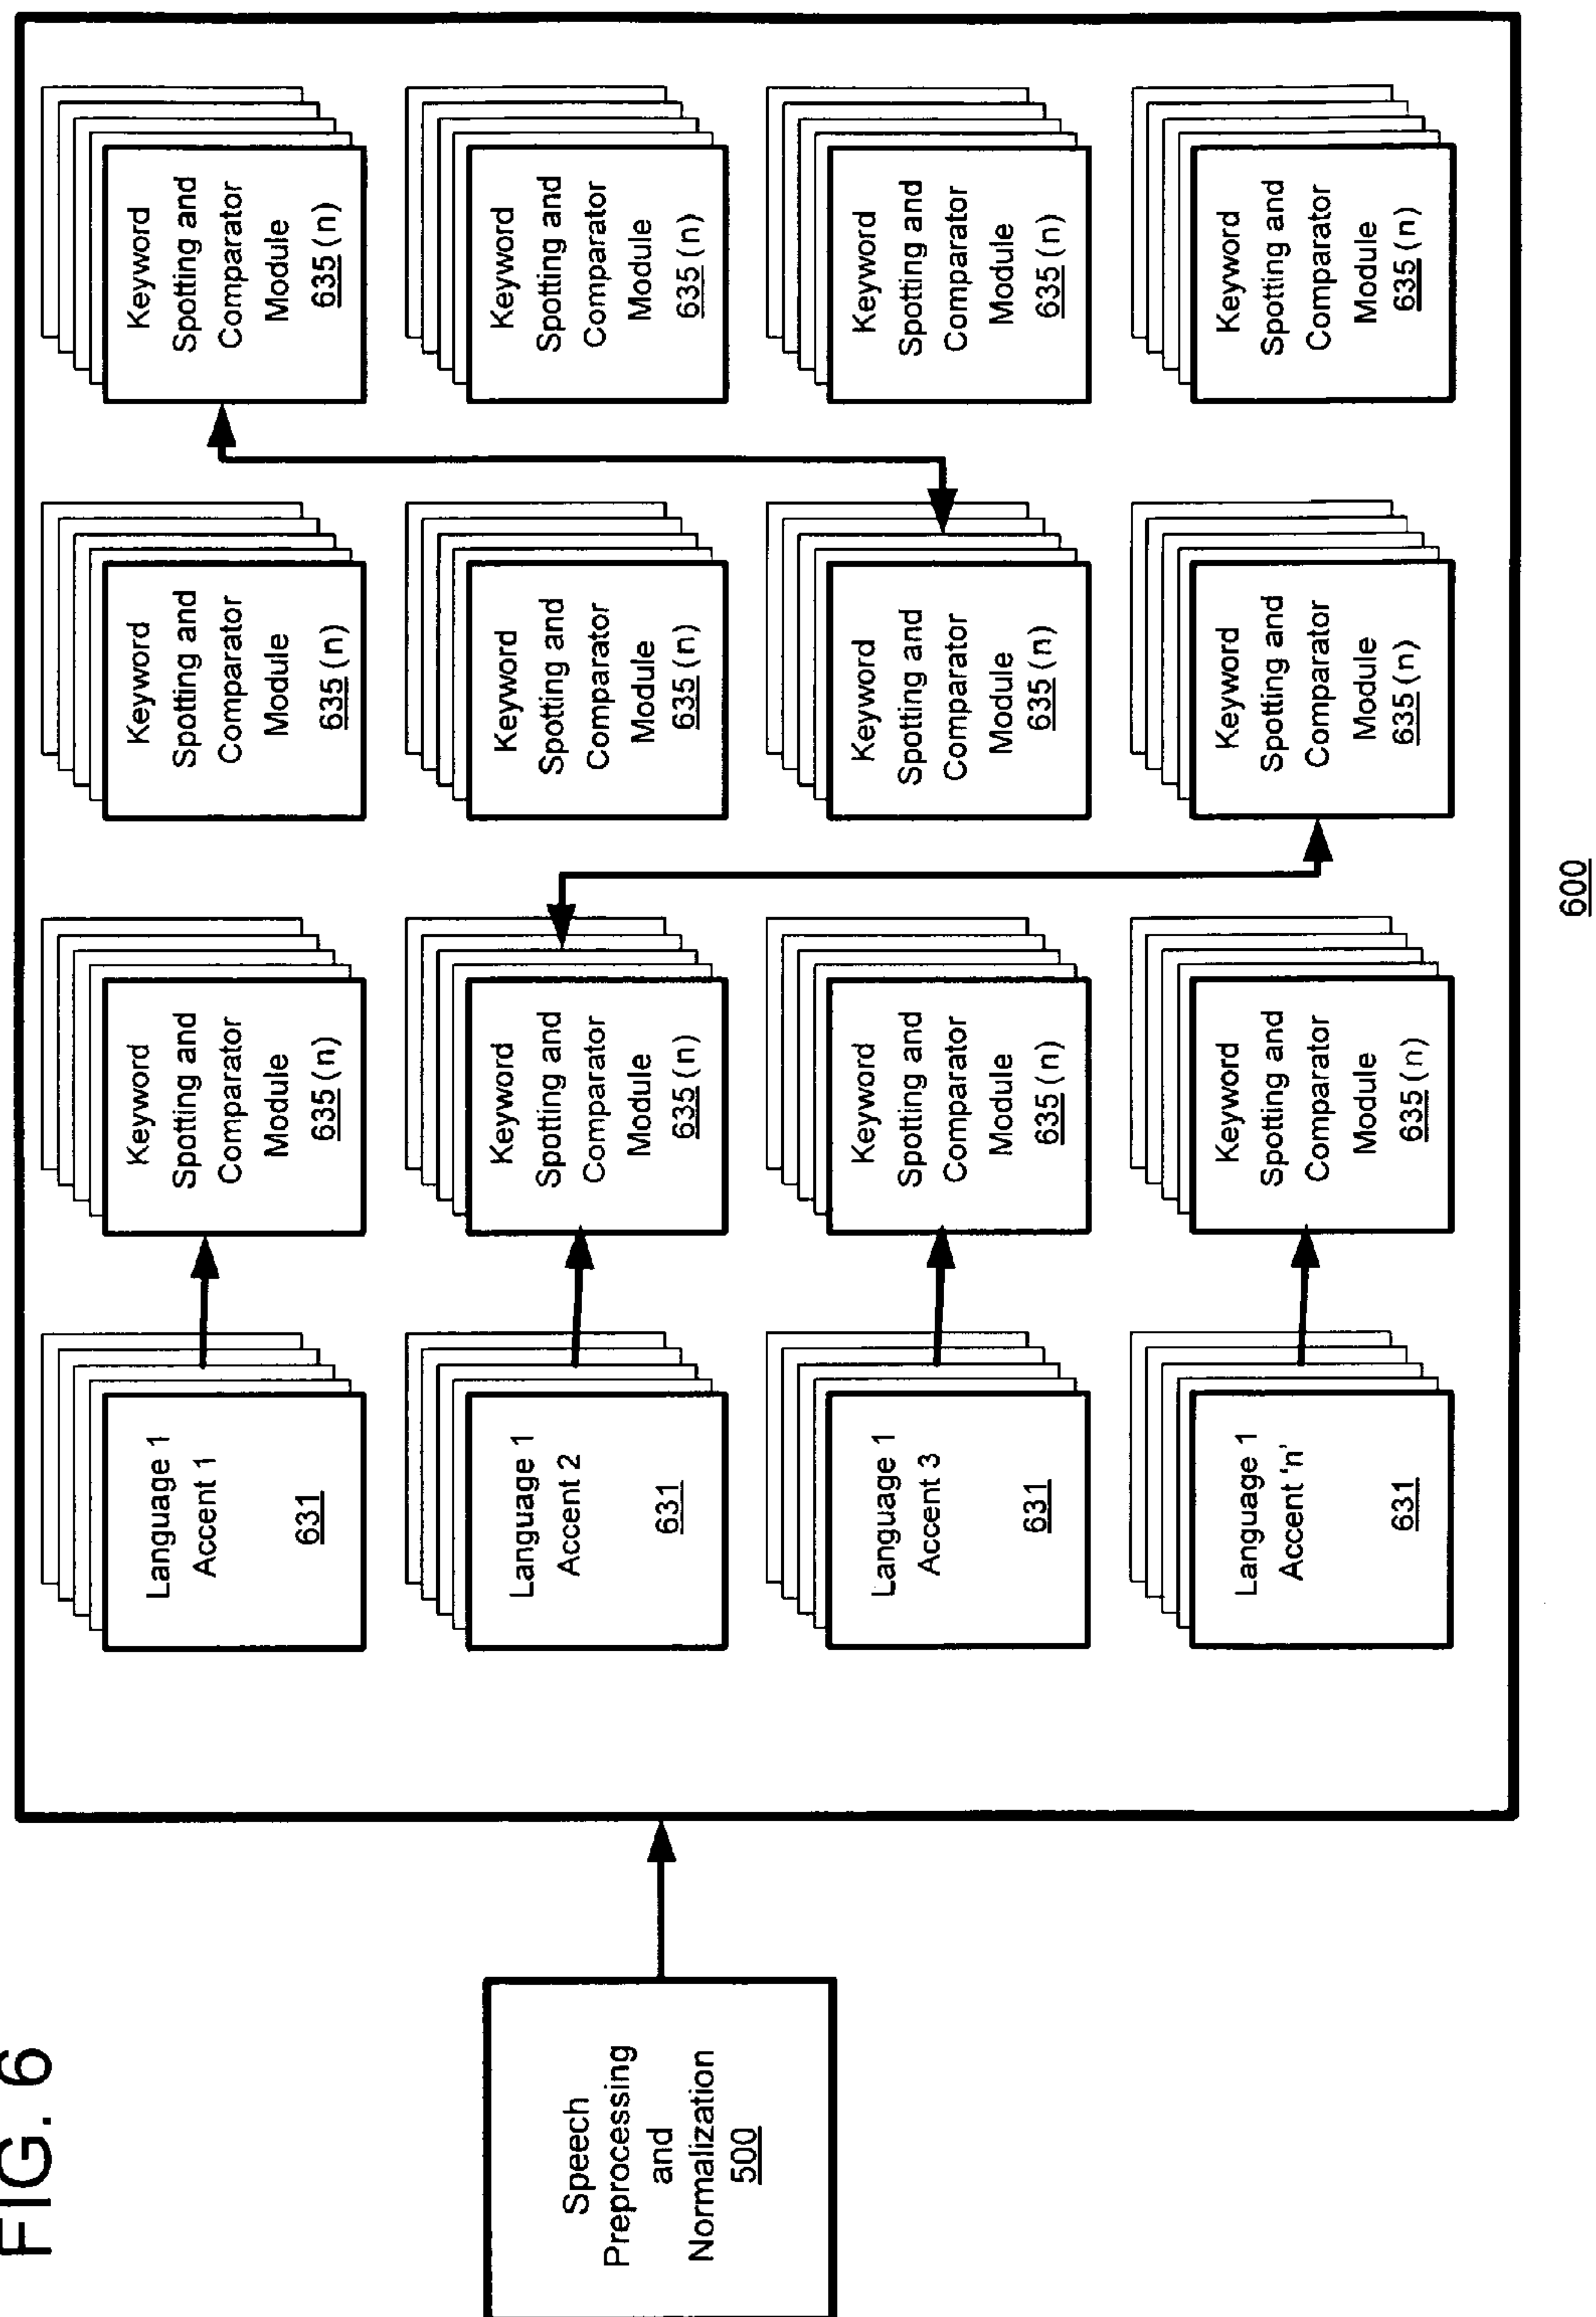 FIG. 6
Speech
Preprocessing
and
Normalization
500
Language 1
Accent 1
631
Keyword
Spotting and
Comparator
Module
635 (n)
Keyword
Spotting and
Comparator
Module
635 (n)
Keyword
Spotting and
Comparator
Module
635 (n)
Language 1
Accent 2
631
Keyword
Spotting and
Comparator
Module
635 (n)
Keyword
Spotting and
Comparator
Module
635 (n)
Keyword
Spotting and
Comparator
Module
635 (n)
Language 1
Accent 3
631
Keyword
Spotting and
Comparator
Module
635 (n)
Keyword
Spotting and
Comparator
Module
635 (n)
Keyword
Spotting and
Comparator
Module
635 (n)
Language 1
Accent 'n'
631
Keyword
Spotting and
Comparator
Module
635 (n)
Keyword
Spotting and
Comparator
Module
635 (n)
Keyword
Spotting and
Comparator
Module
635 (n)
600